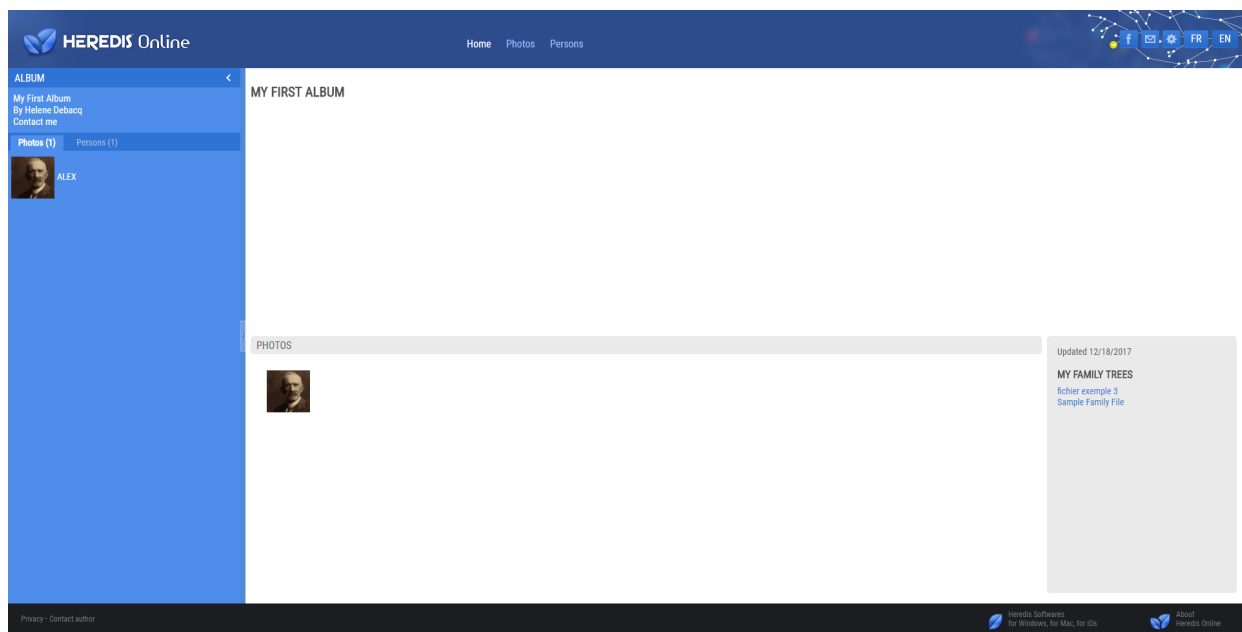 HEREDIS Online
Home Photos Persons
f FR EN
ALBUM
My First Album
By Helene Debacq
Contact me
Photos (1) Persons (1)
ALEX
MY FIRST ALBUM
PHOTOS
Updated 12/18/2017
MY FAMILY TREES
fichier exemple 3
Sample Family File
Privacy - Contact author
Heredis Softwares
for Windows, for Mac, for iOs
About
Heredis Online